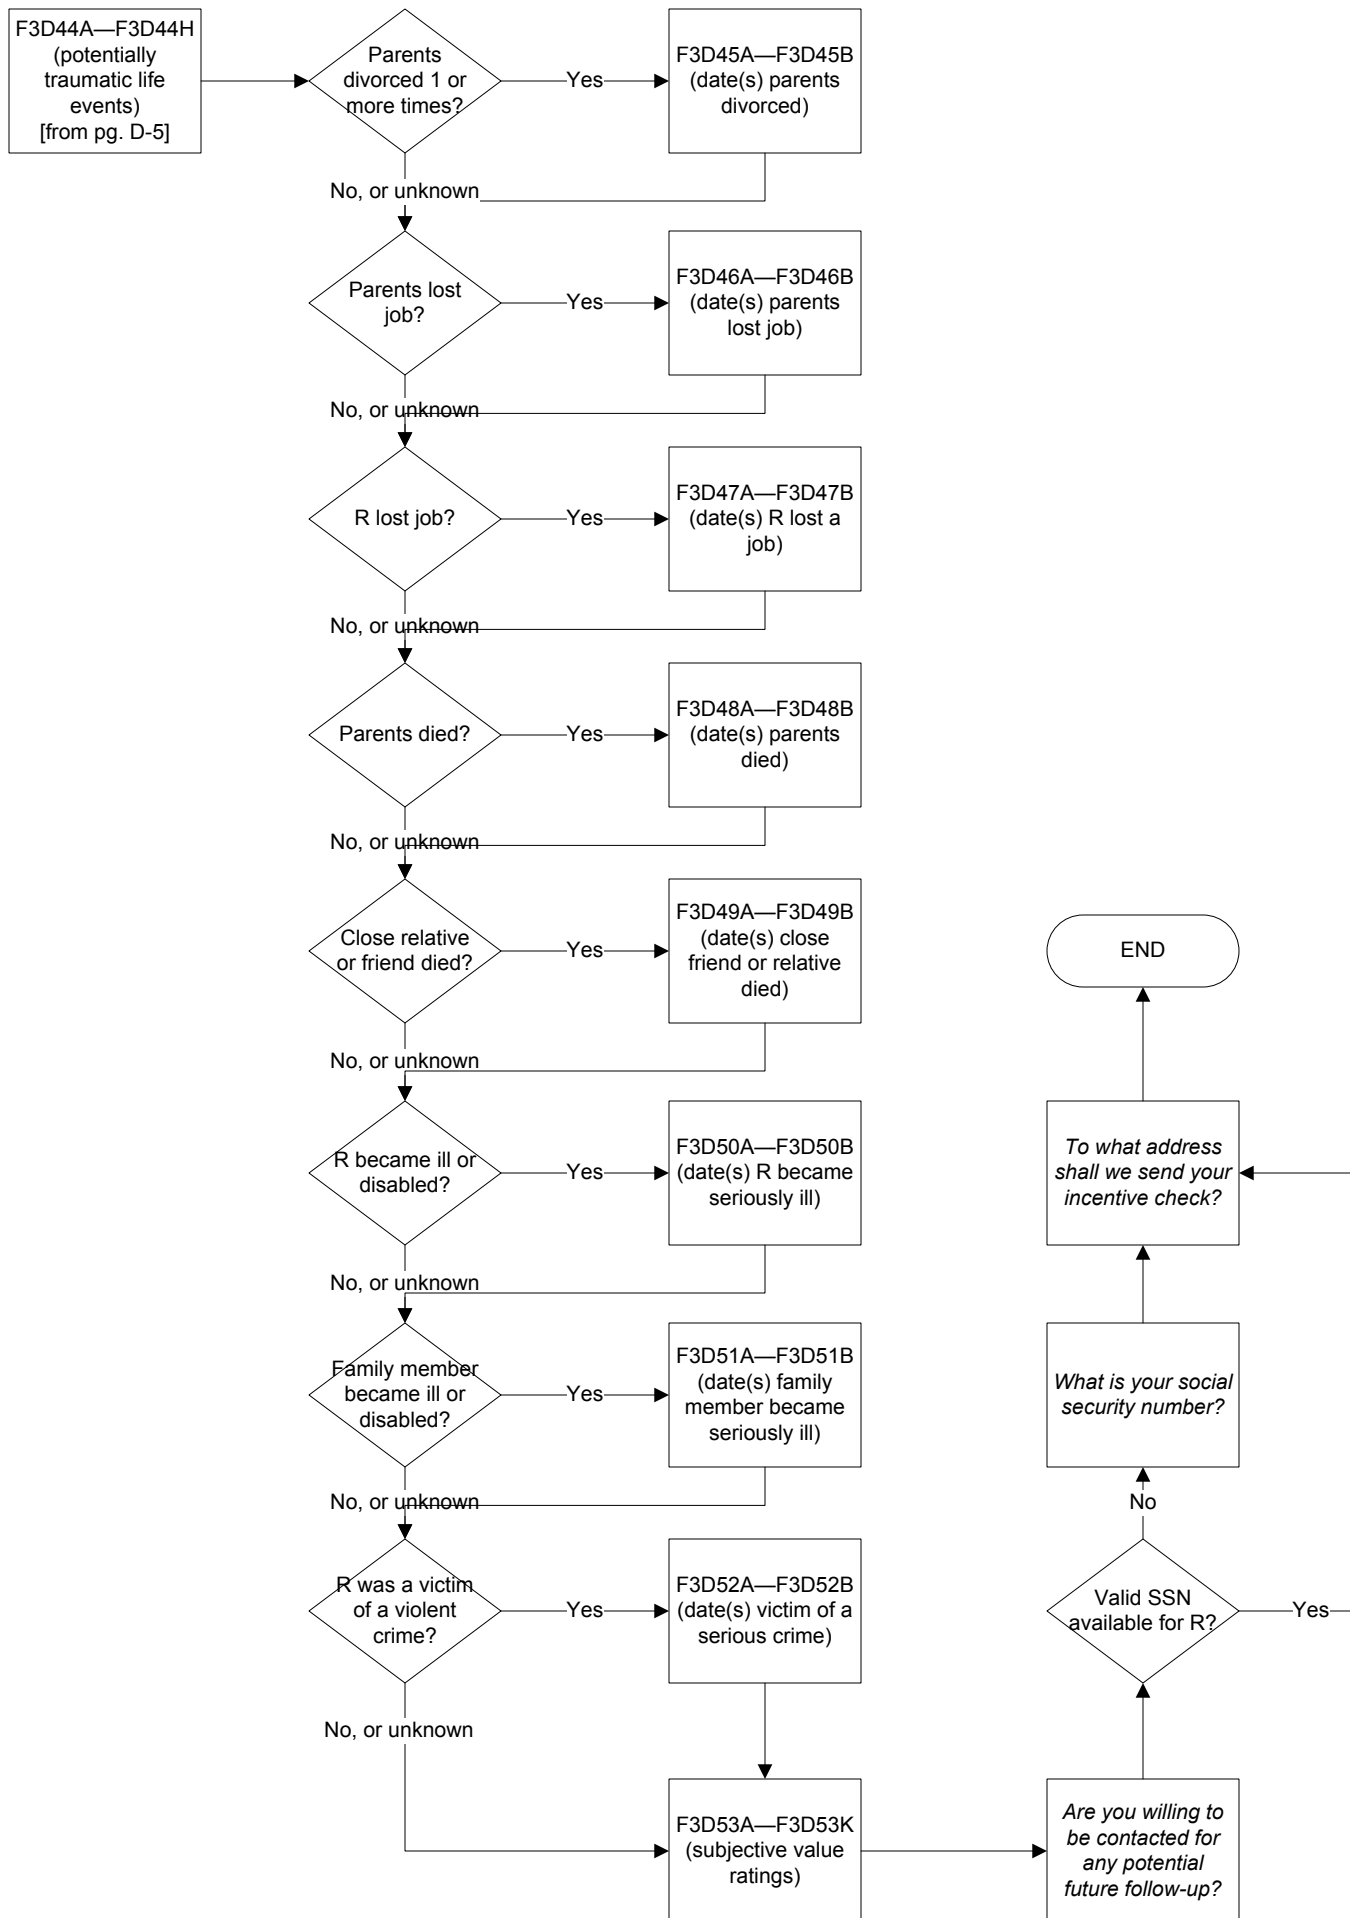 F3D44A—F3D44H
(potentially
traumatic life
events)
[from pg. D-5]
Parents
divorced 1 or
more times?
Yes
F3D45A—F3D45B
(date(s) parents
divorced)
No, or unknown
Parents lost
job?
Yes
F3D46A—F3D46B
(date(s) parents
lost job)
No, or unknown
R lost job?
Yes
F3D47A—F3D47B
(date(s) R lost a
job)
No, or unknown
Parents died?
Yes
F3D48A—F3D48B
(date(s) parents
died)
No, or unknown
Close relative
or friend died?
Yes
F3D49A—F3D49B
(date(s) close
friend or relative
died)
No, or unknown
R became ill or
disabled?
Yes
F3D50A—F3D50B
(date(s) R became
seriously ill)
No, or unknown
Family member
became ill or
disabled?
Yes
F3D51A—F3D51B
(date(s) family
member became
seriously ill)
No, or unknown
R was a victim
of a violent
crime?
Yes
F3D52A—F3D52B
(date(s) victim of a
serious crime)
No, or unknown
F3D53A—F3D53K
(subjective value
ratings)
Are you willing to
be contacted for
any potential
future follow-up?
Valid SSN
available for R?
Yes
No
What is your social
security number?
To what address
shall we send your
incentive check?
END